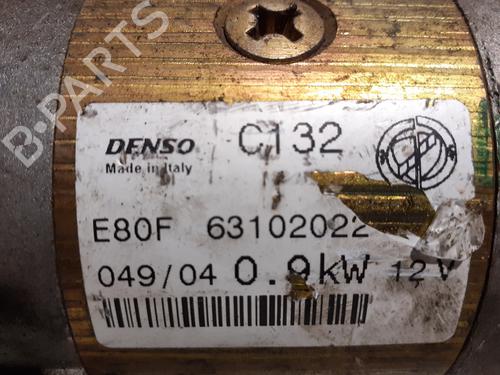 B-PARTS
DENSO C132
Made in Italy
E80F 63102022
049/04 0.9kW 12V